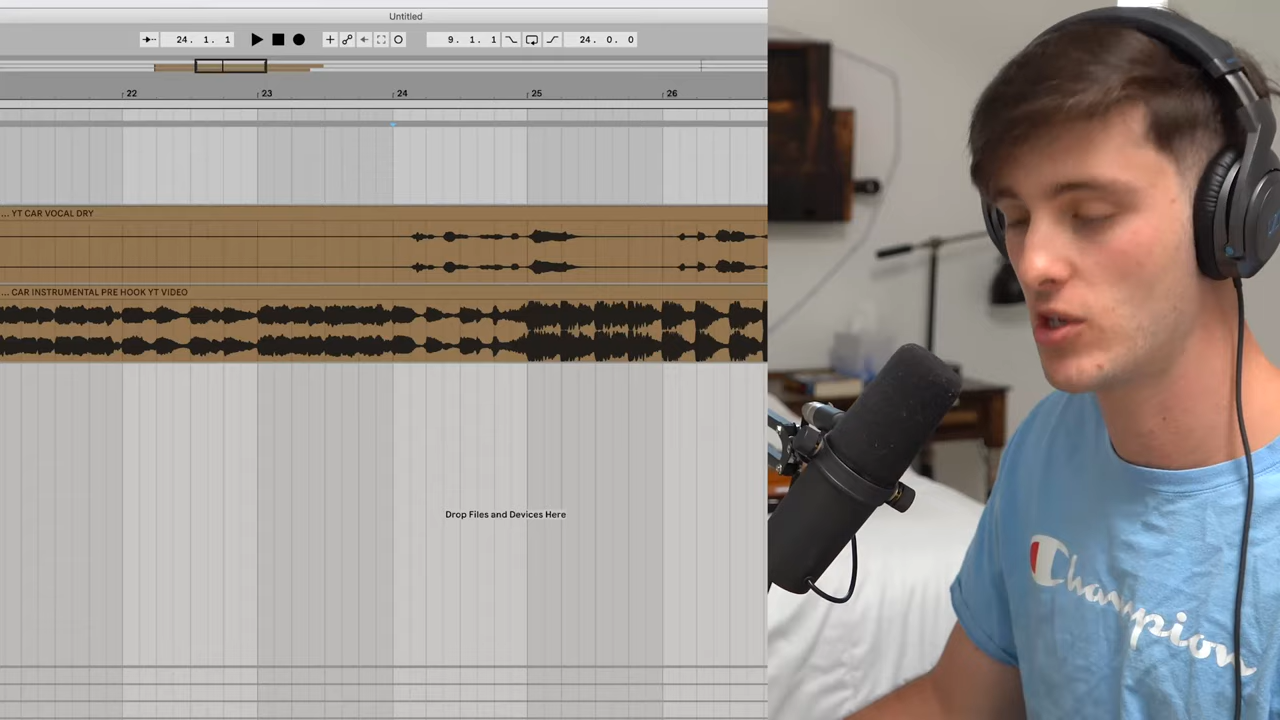 Untitled
24. 1. 1
9. 1. 1
24. 0. 0
22 23 24 25 26
... YT CAR VOCAL DRY
... CAR INSTRUMENTAL PRE HOOK YT VIDEO
Drop Files and Devices Here
Champion